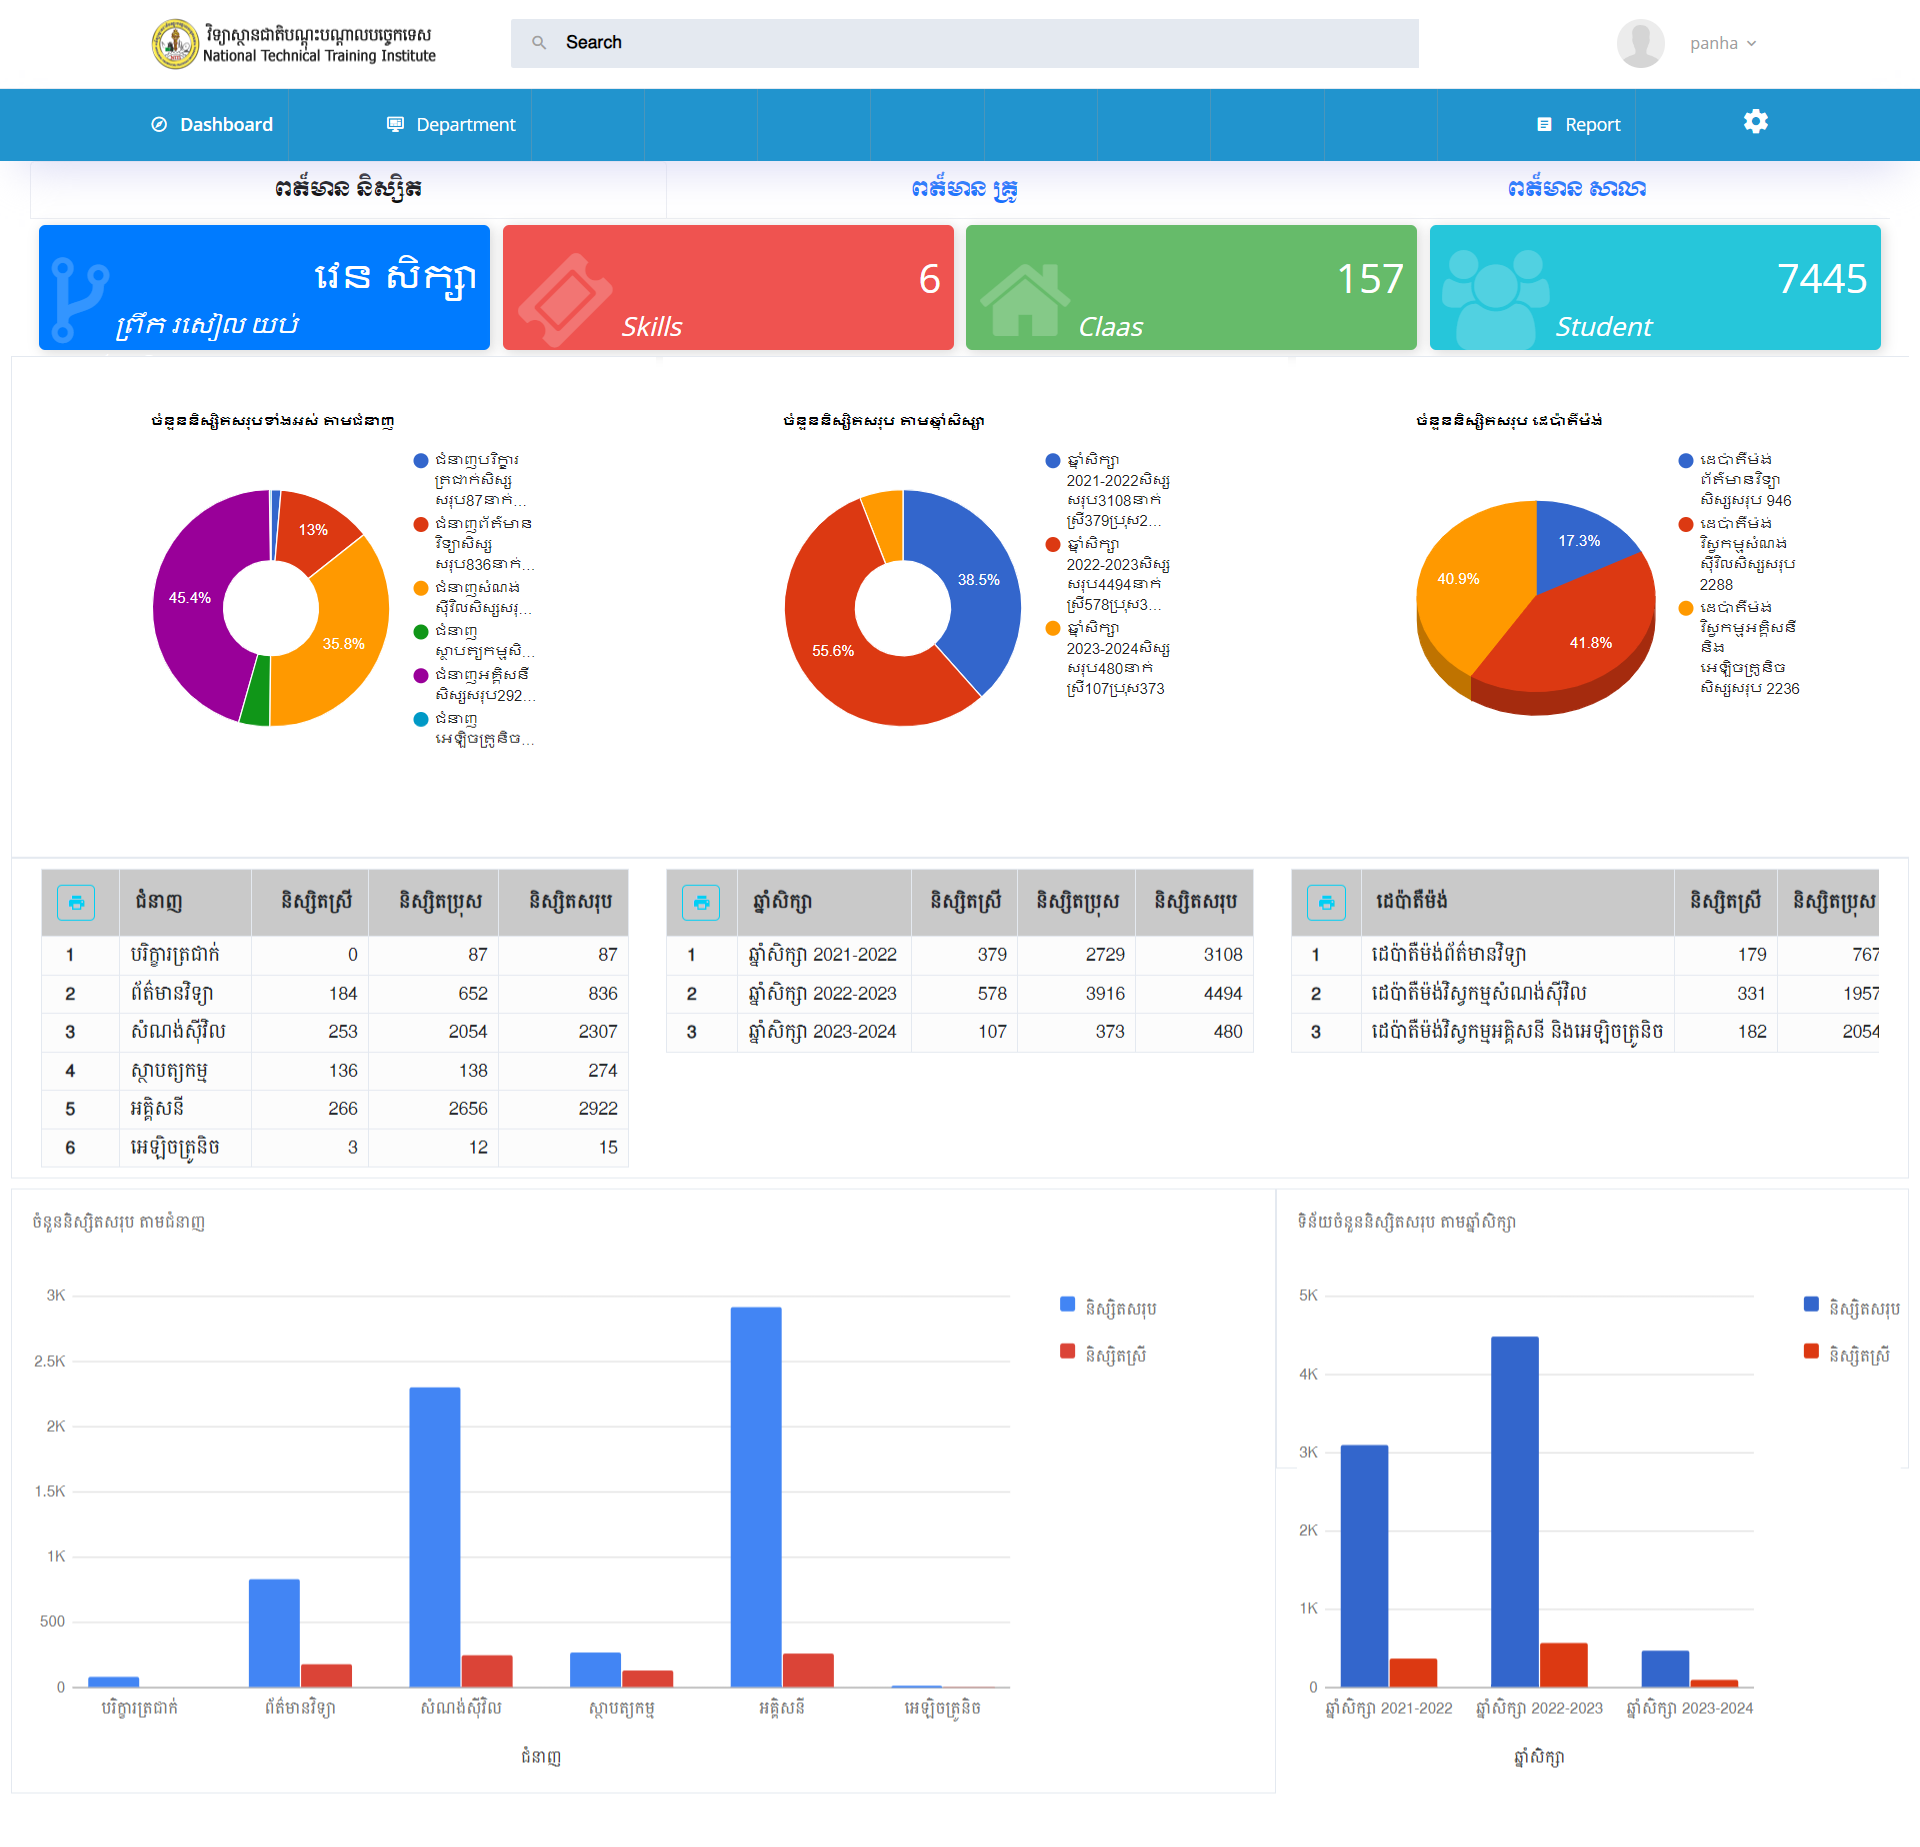 វិទ្យាស្ថានជាតិបណ្តុះបណ្តាលបច្ចេកទេស
National Technical Training Institute
Search
panha
Dashboard
Department
Report
ពត៌មាន និស្សិត
ពត៌មាន គ្រូ
ពត៌មាន សាលា
វេន សិក្សា
ព្រឹក រសៀល យប់
6
Skills
157
Claas
7445
Student
ចំនួននិស្សិតសរុបទាំងអស់ តាមជំនាញ
45.4%
13%
35.8%
ជំនាញបរិក្ខារ
ត្រជាក់សិស្ស
សរុប87នាក់...
ជំនាញព័ត៌មាន
វិទ្យាសិស្ស
សរុប836នាក់...
ជំនាញសំណង់
ស៊ីវិលសិស្សសរុ...
ជំនាញ
ស្ថាបត្យកម្មសិ...
ជំនាញអគ្គិសនី
សិស្សសរុប292...
ជំនាញ
អេឡិចត្រូនិច...
ចំនួននិស្សិតសរុប តាមឆ្នាំសិស្សា
38.5%
55.6%
ឆ្នាំសិក្សា
2021-2022សិស្ស
សរុប3108នាក់
ស្រី379ប្រុស2...
ឆ្នាំសិក្សា
2022-2023សិស្ស
សរុប4494នាក់
ស្រី578ប្រុស3...
ឆ្នាំសិក្សា
2023-2024សិស្ស
សរុប480នាក់
ស្រី107ប្រុស373
ចំនួននិស្សិតសរុប ដេប៉ាតឺម៉ង់
17.3%
40.9%
41.8%
ដេប៉ាតឺម៉ង់
ព័ត៌មានវិទ្យា
សិស្សសរុប 946
ដេប៉ាតឺម៉ង់
វិស្វកម្មសំណង់
ស៊ីវិលសិស្សសរុប
2288
ដេប៉ាតឺម៉ង់
វិស្វកម្មអគ្គិសនី
និង
អេឡិចត្រូនិច
សិស្សសរុប 2236
ជំនាញ និស្សិតស្រី និស្សិតប្រុស និស្សិតសរុប
1 បរិក្ខារត្រជាក់ 0 87 87
2 ព័ត៌មានវិទ្យា 184 652 836
3 សំណង់ស៊ីវិល 253 2054 2307
4 ស្ថាបត្យកម្ម 136 138 274
5 អគ្គិសនី 266 2656 2922
6 អេឡិចត្រូនិច 3 12 15
ឆ្នាំសិក្សា និស្សិតស្រី និស្សិតប្រុស និស្សិតសរុប
1 ឆ្នាំសិក្សា 2021-2022 379 2729 3108
2 ឆ្នាំសិក្សា 2022-2023 578 3916 4494
3 ឆ្នាំសិក្សា 2023-2024 107 373 480
ដេប៉ាតឺម៉ង់ និស្សិតស្រី និស្សិតប្រុស
1 ដេប៉ាតឺម៉ង់ព័ត៌មានវិទ្យា 179 767
2 ដេប៉ាតឺម៉ង់វិស្វកម្មសំណង់ស៊ីវិល 331 1957
3 ដេប៉ាតឺម៉ង់វិស្វកម្មអគ្គិសនី និងអេឡិចត្រូនិច 182 2054
ចំនួននិស្សិតសរុប តាមជំនាញ
3K
2.5K
2K
1.5K
1K
500
0
បរិក្ខារត្រជាក់ ព័ត៌មានវិទ្យា សំណង់ស៊ីវិល ស្ថាបត្យកម្ម អគ្គិសនី អេឡិចត្រូនិច
ជំនាញ
និស្សិតសរុប
និស្សិតស្រី
ទិន័យចំនួននិស្សិតសរុប តាមឆ្នាំសិក្សា
5K
4K
3K
2K
1K
0
ឆ្នាំសិក្សា 2021-2022 ឆ្នាំសិក្សា 2022-2023 ឆ្នាំសិក្សា 2023-2024
ឆ្នាំសិក្សា
និស្សិតសរុប
និស្សិតស្រី